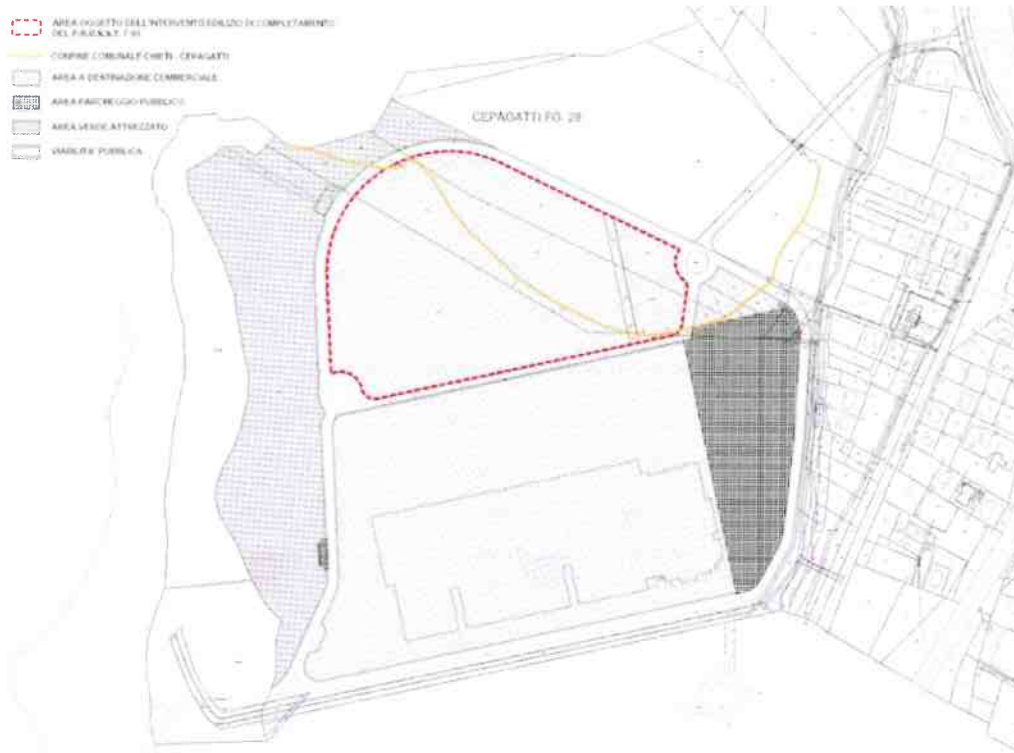 AREA OGGETTO DELL'INTERVENTO EDILIZIO DI COMPLETAMENTO
DEL
CONFINE COMUNALE CHIETI - CEPAGATTI
AREA A DESTINAZIONE COMMERCIALE
AREA PARCHEGGIO PUBBLICO
AREA VERDE ATTREZZATO
VIABILITA' PUBBLICA
CEPAGATTI FG. 28